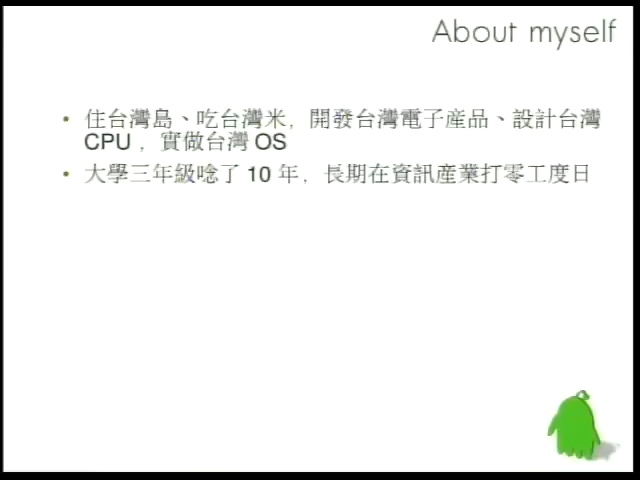 About myself
• 住台灣島、吃台灣米，開發台灣電子產品、設計台灣
CPU ，實做台灣 OS
• 大學三年級唸了 10 年，長期在資訊產業打零工度日